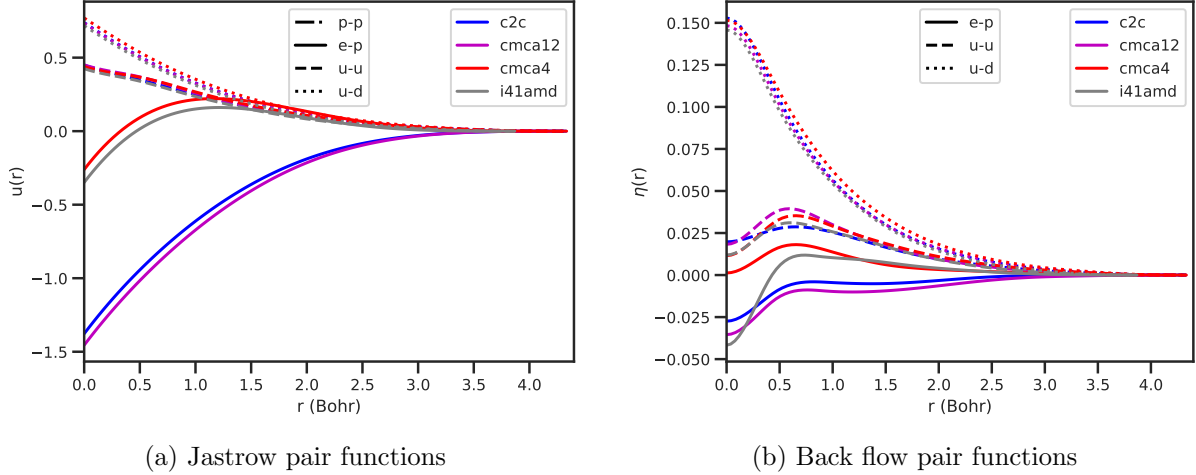 p-p
e-p
u-u
u-d
c2c
cmca12
cmca4
i41amd
0.5
0.0
−0.5
−1.0
−1.5
u(r)
0.0 0.5 1.0 1.5 2.0 2.5 3.0 3.5 4.0
r (Bohr)
(a) Jastrow pair functions
e-p
u-u
u-d
c2c
cmca12
cmca4
i41amd
0.150
0.125
0.100
0.075
0.050
0.025
0.000
−0.025
−0.050
η(r)
0.0 0.5 1.0 1.5 2.0 2.5 3.0 3.5 4.0
r (Bohr)
(b) Back flow pair functions